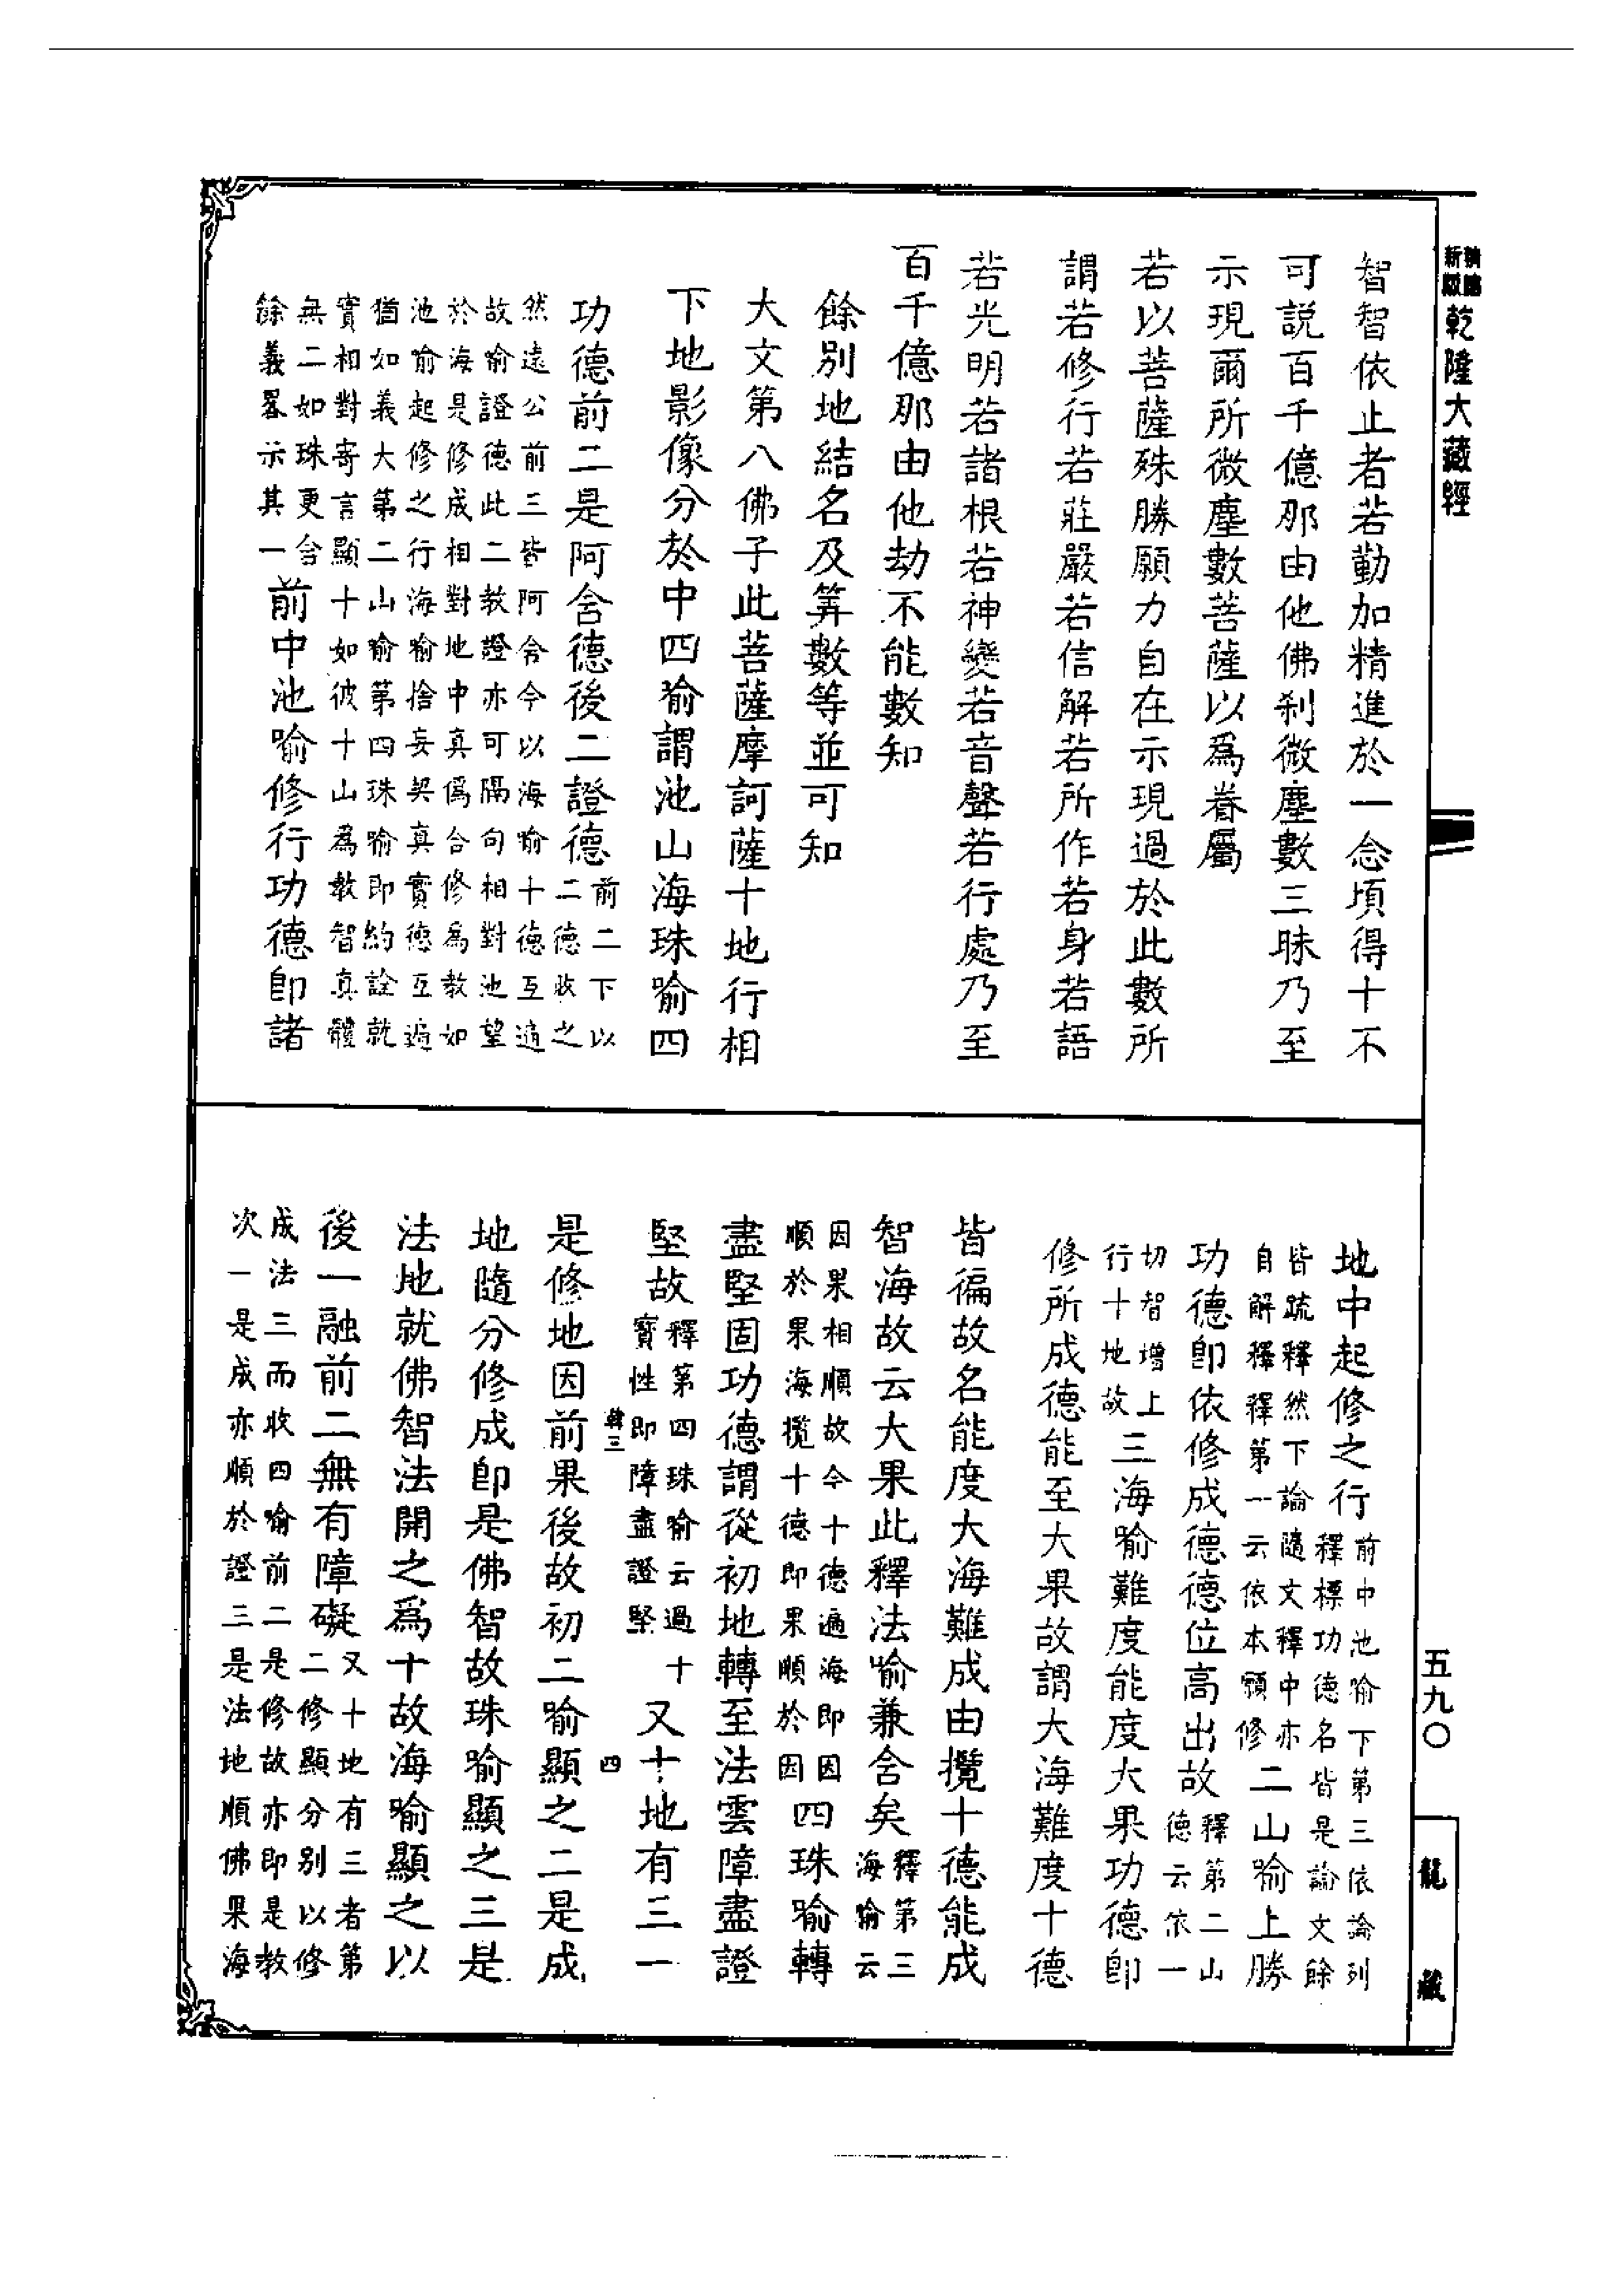 乾隆大藏經
智智依止者若勤加精進於一念頃得十不
可説百千億那由他佛刹微塵數三昧乃至
示現爾所微塵數菩薩以爲眷屬
若以菩薩殊勝願力自在示現過於此數所
謂若修行若莊嚴若信解若所作若身若語
若光明若諸根若神變若音聲若行處乃至
百千億那由他劫不能數知
餘別地結名及筭數等並可知
大文第八佛子此菩薩摩訶薩十地行相
下地影像分於中四喻謂池山海珠喻四
功德前二是阿含德後二證德
前二下以
二德收之
然遠公前三皆阿含今以海喻十德互遍
故喻證德此二教證亦可隔句相對池望
於海是修成相對地中真僞合修爲教如
池喻起修之行海喻捨妄契真實德互遍
猶如義大第二山喻第四珠喻即約詮就
實相對寄言顯十如彼十山爲教智真體
無二如珠更含
餘義畧示其一
前中池喻修行功德卽諸
地中起修之行
前中池喻下第三依論列
釋標功德名皆是論文餘
皆疏釋然下論隨文釋中亦
自解釋釋第一云依本願修
二山喻上勝
功德卽依修成德德位高出故
釋第二山
德云依一
切智增上
行十地故
三海喻難度能度大果功德卽
修所成德能至大果故謂大海難度十德
皆徧故名能度大海難成由攬十德能成
智海故云大果此釋法喻兼含矣
釋第三
海喻云
因果相順故今十德遍海即因
順於果海攬十德即果順於因
四珠喻轉
盡堅固功德謂從初地轉至法雲障盡證
堅故
釋第四珠喻云過十
寶性即障盡證堅
又十地有三一
韓三
四
是修地因前果後故初二喻顯之二是成
地隨分修成卽是佛智故珠喻顯之三是
法地就佛智法開之爲十故海喻顯之以
後一融前二無有障礙
又十地有三者第
二修顯分別以修
成法三而收四喻前二是修故亦即是教
次一是成亦順於證三是法地順佛果海
五九〇
龍藏